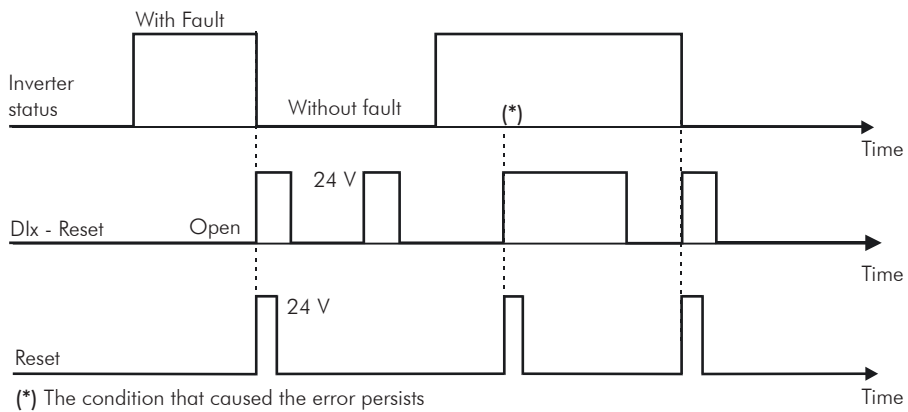 With Fault
Inverter
status
Without fault
(*)
Time
24 V
DIx - Reset
Open
Time
24 V
Reset
(*) The condition that caused the error persists
Time